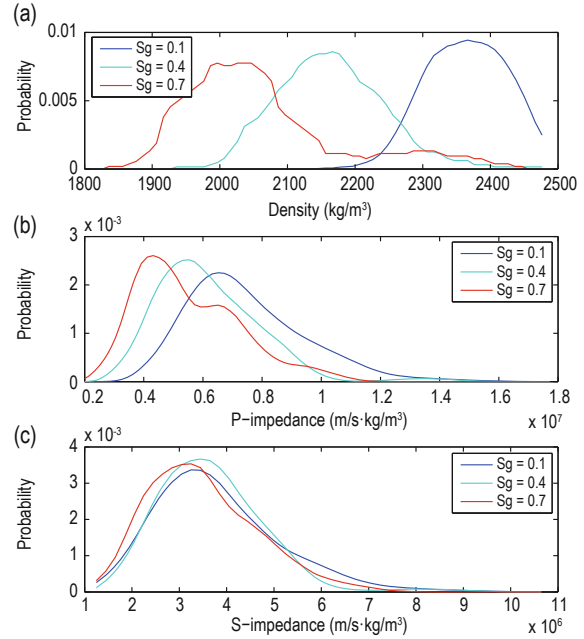 (a)
0.01
0.005
0
Probability
Sg = 0.1
Sg = 0.4
Sg = 0.7
1800 1900 2000 2100 2200 2300 2400 2500
Density (kg/m³)
(b)
x 10⁻³
3
2
1
0
Probability
Sg = 0.1
Sg = 0.4
Sg = 0.7
0.2 0.4 0.6 0.8 1.0 1.2 1.4 1.6 1.8
P−impedance (m/s·kg/m³)
x 10⁷
(c)
x 10⁻³
4
3
2
1
0
Probability
Sg = 0.1
Sg = 0.4
Sg = 0.7
1 2 3 4 5 6 7 8 9 10 11
S−impedance (m/s·kg/m³)
x 10⁶